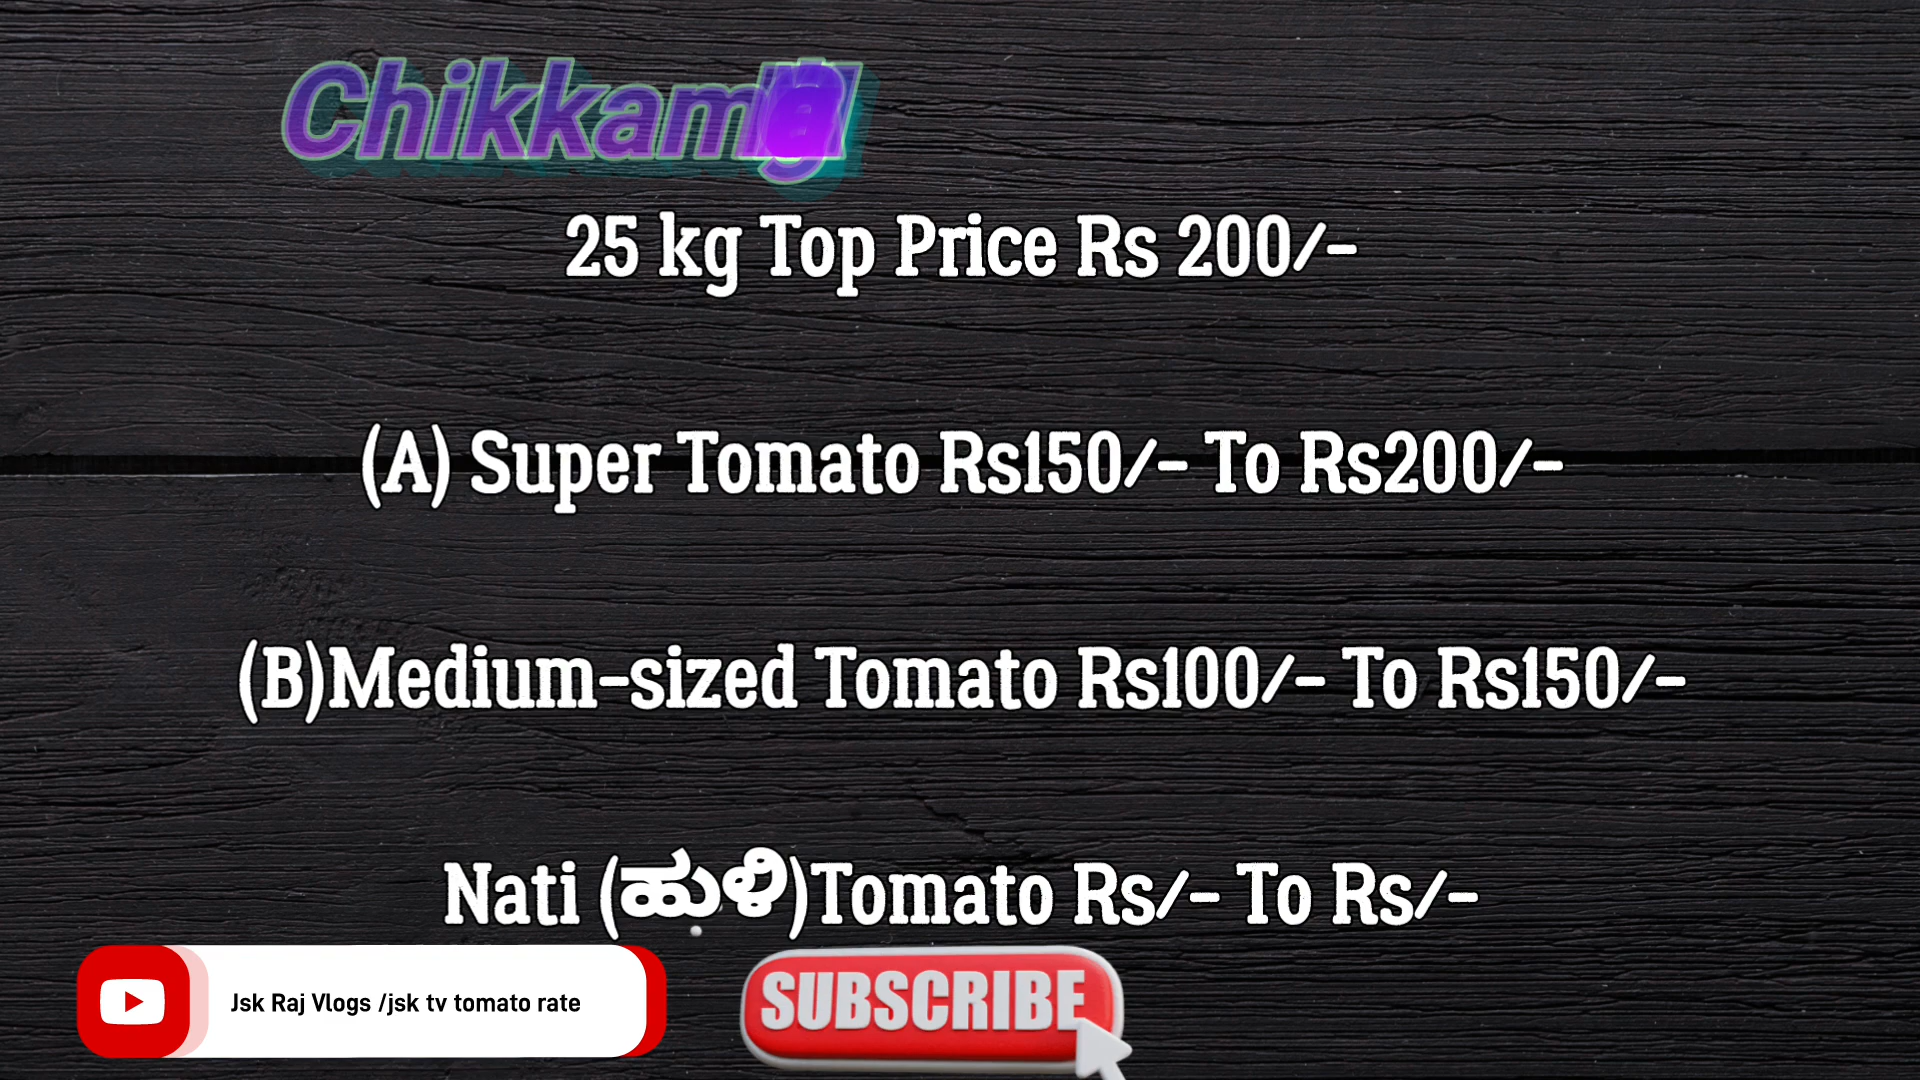 25 kg Top Price Rs 200/-
(A) Super Tomato Rs150/- To Rs200/-
(B)Medium-sized Tomato Rs100/- To Rs150/-
Nati (ಹುಳಿ)Tomato Rs/- To Rs/-
Jsk Raj Vlogs /jsk tv tomato rate
SUBSCRIBE